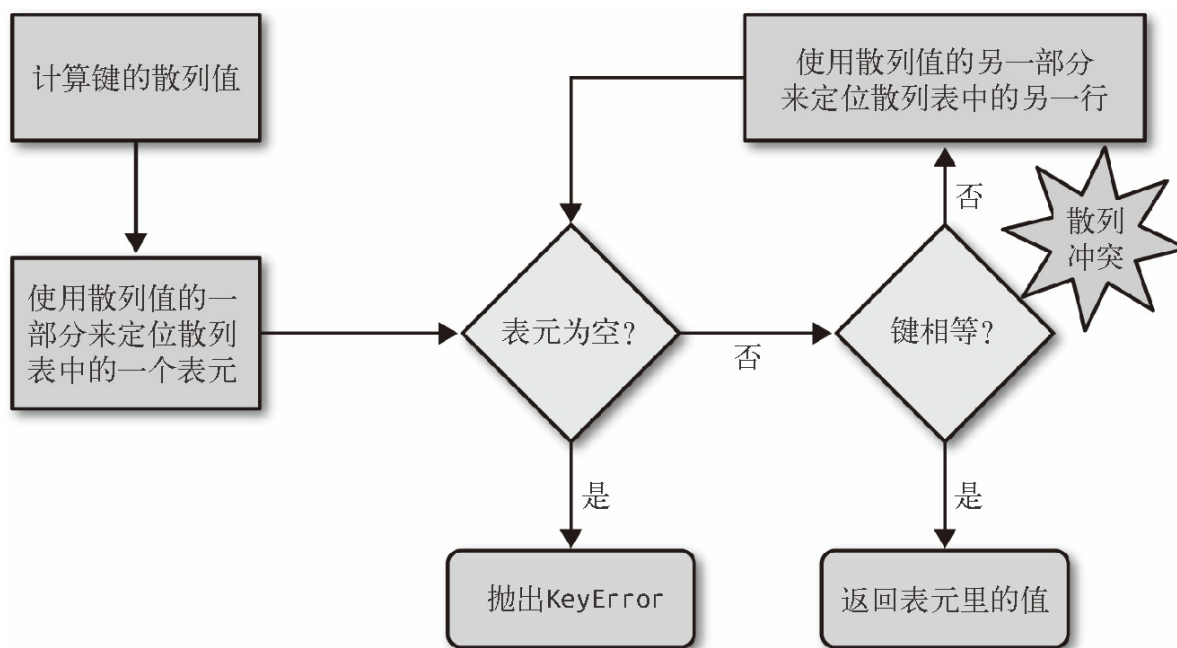 计算键的散列值
使用散列值的另一部分
来定位散列表中的另一行
否
散列
冲突
使用散列值的一
部分来定位散列
表中的一个表元
表元为空？
否
键相等？
是
是
抛出KeyError
返回表元里的值